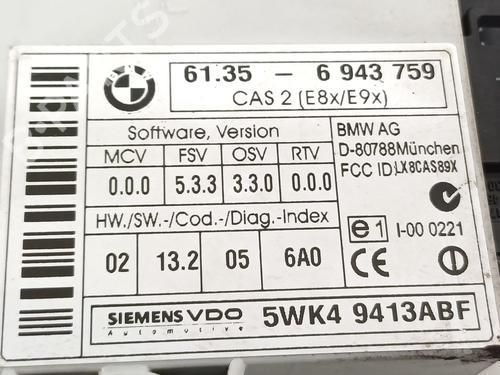 BMW
61.35 - 6 943 759
CAS 2 (E8x/E9x)
Software, Version
MCV FSV OSV RTV
0.0.0 5.3.3 3.3.0 0.0.0
HW./SW.-/Cod.-/Diag.-Index
02 13.2 05 6A0
BMW AG
D-80788München
FCC ID:LX8CAS89X
e1 I-00 0221
CE
SIEMENS VDO
Automotive
5WK4 9413ABF